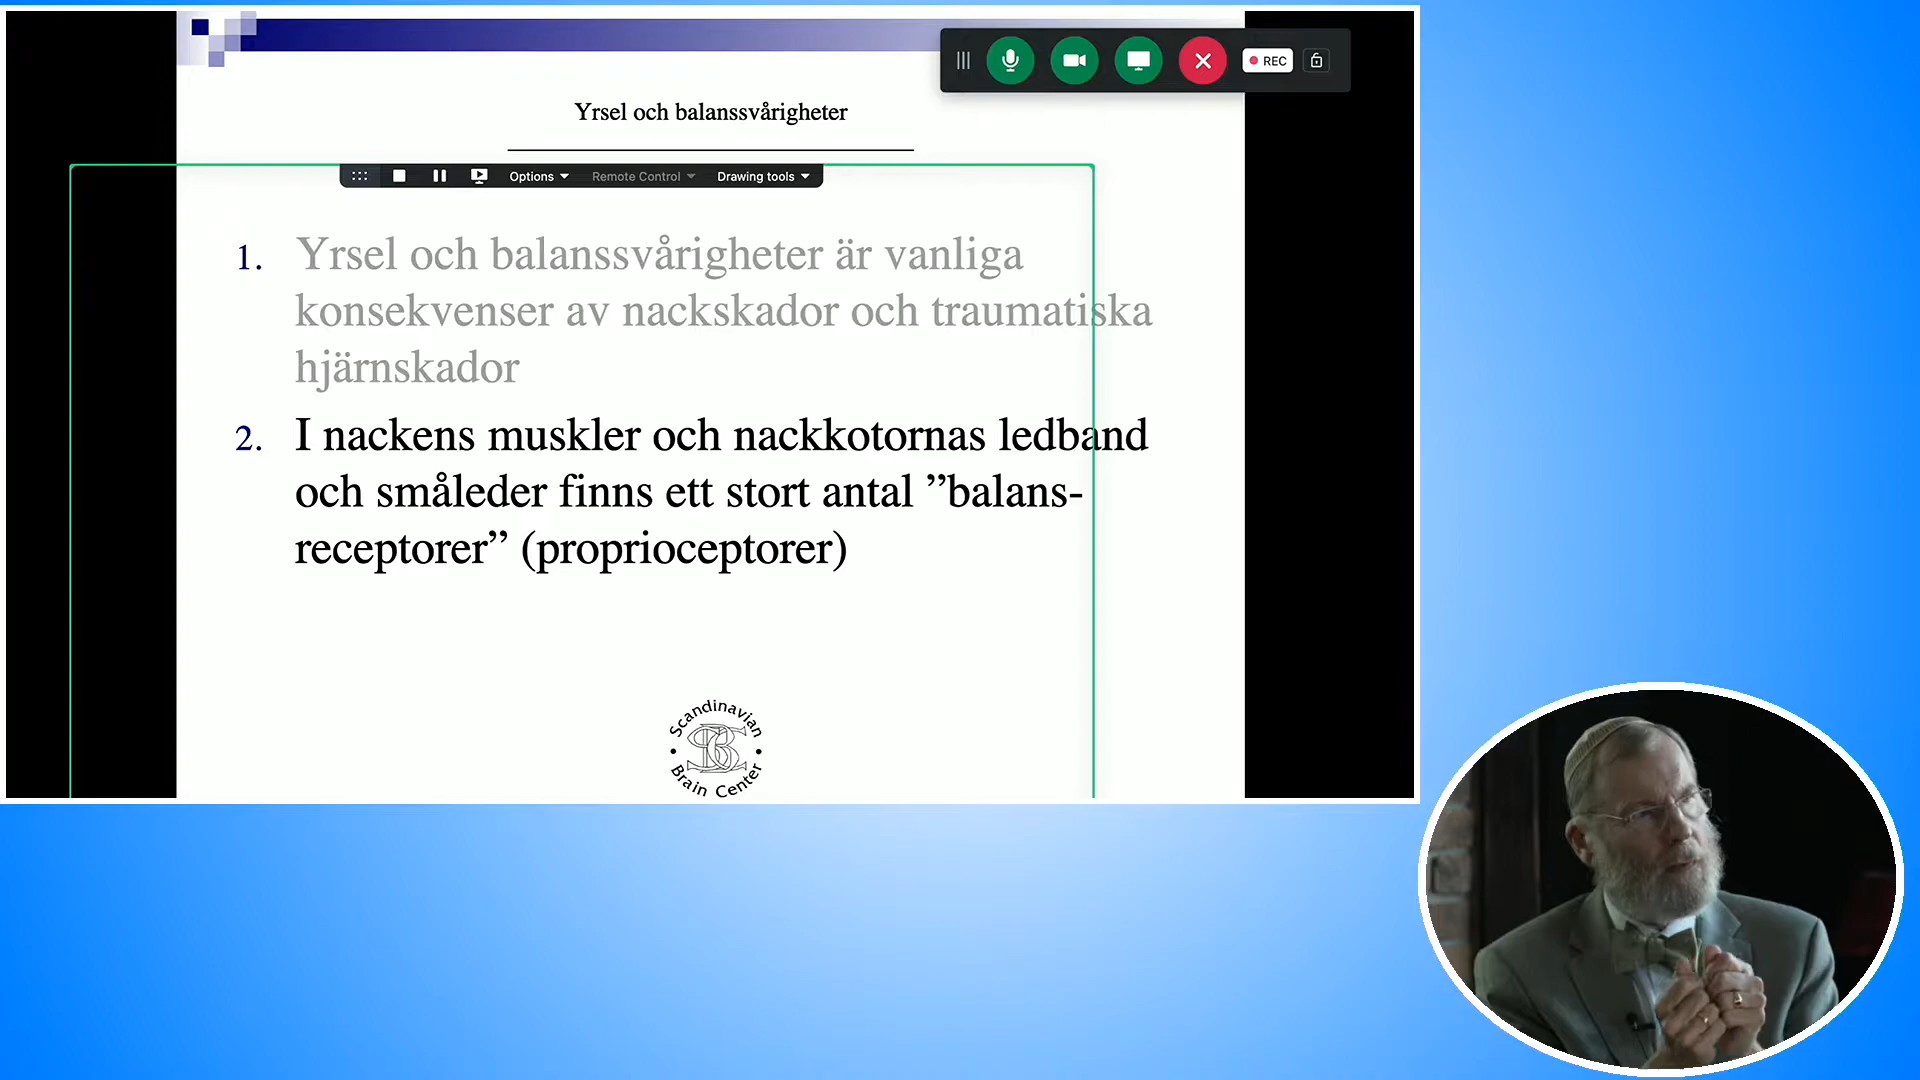 REC
Yrsel och balanssvårigheter
Options
Remote Control
Drawing tools
1. Yrsel och balanssvårigheter är vanliga
konsekvenser av nackskador och traumatiska
hjärnskador
2. I nackens muskler och nackkotornas ledband
och småleder finns ett stort antal ”balans-
receptorer” (proprioceptorer)
Scandinavian
SBC
Brain Center